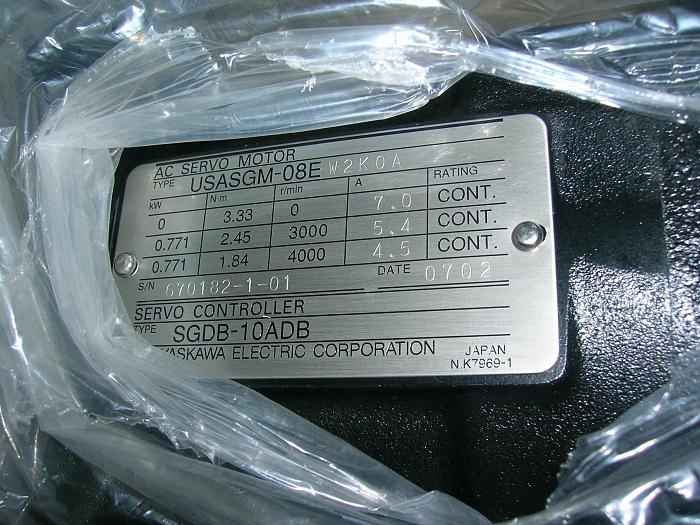 AC SERVO MOTOR
TYPE USASGM-08E W2K0A
kW N·m r/min A RATING
0 3.33 0 7.0 CONT.
0.771 2.45 3000 5.4 CONT.
0.771 1.84 4000 4.5 CONT.
S/N 670182-1-01 DATE 0702
SERVO CONTROLLER
TYPE SGDB-10ADB
YASKAWA ELECTRIC CORPORATION JAPAN
N.K7969-1